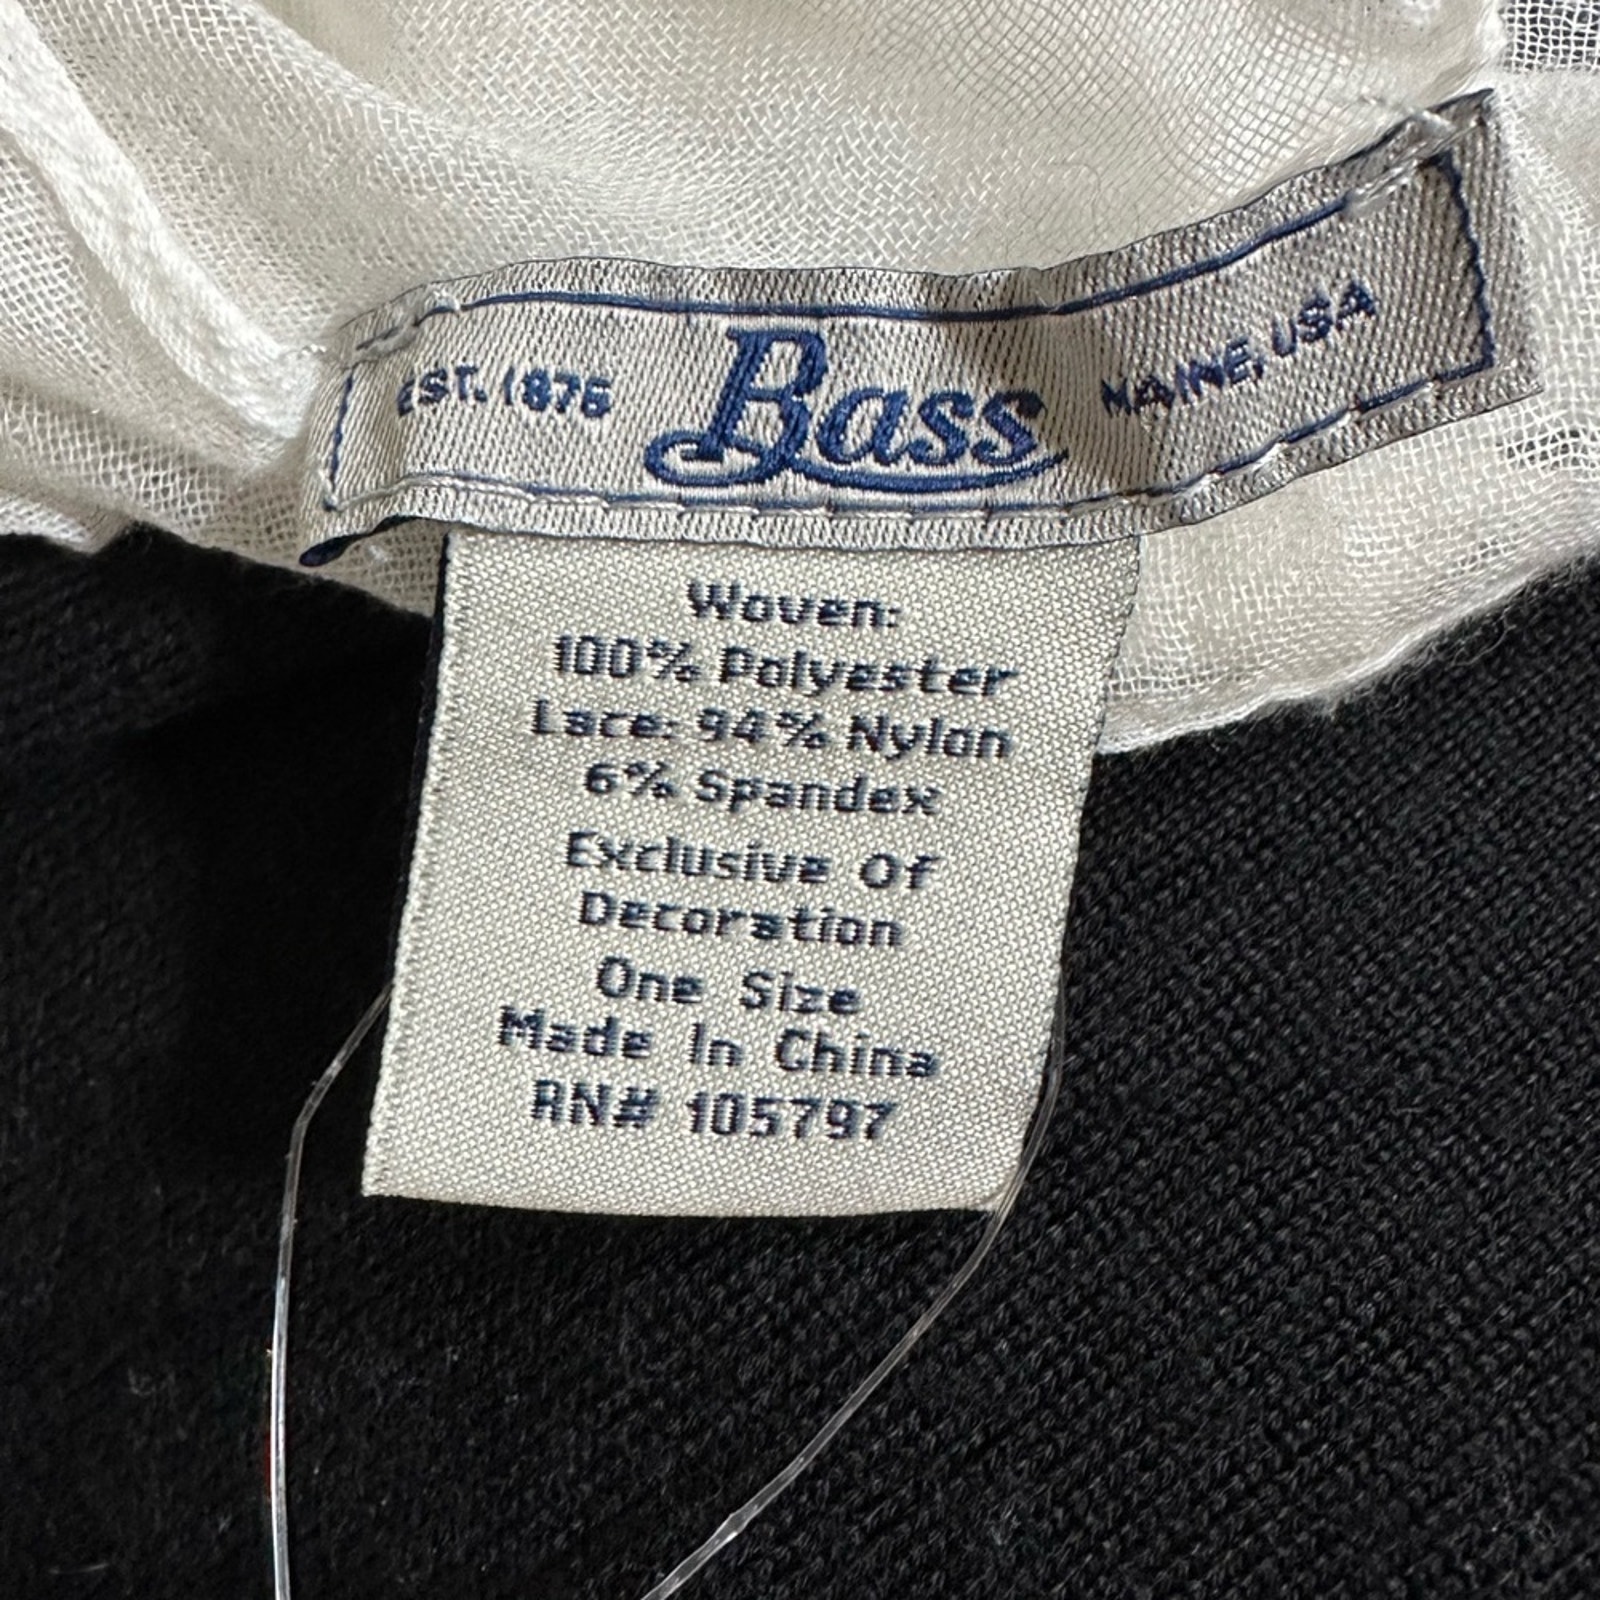 EST. 1876
Bass
MAINE, USA
Woven:
100% Polyester
Lace: 94% Nylon
6% Spandex
Exclusive Of
Decoration
One Size
Made In China
RN# 105797